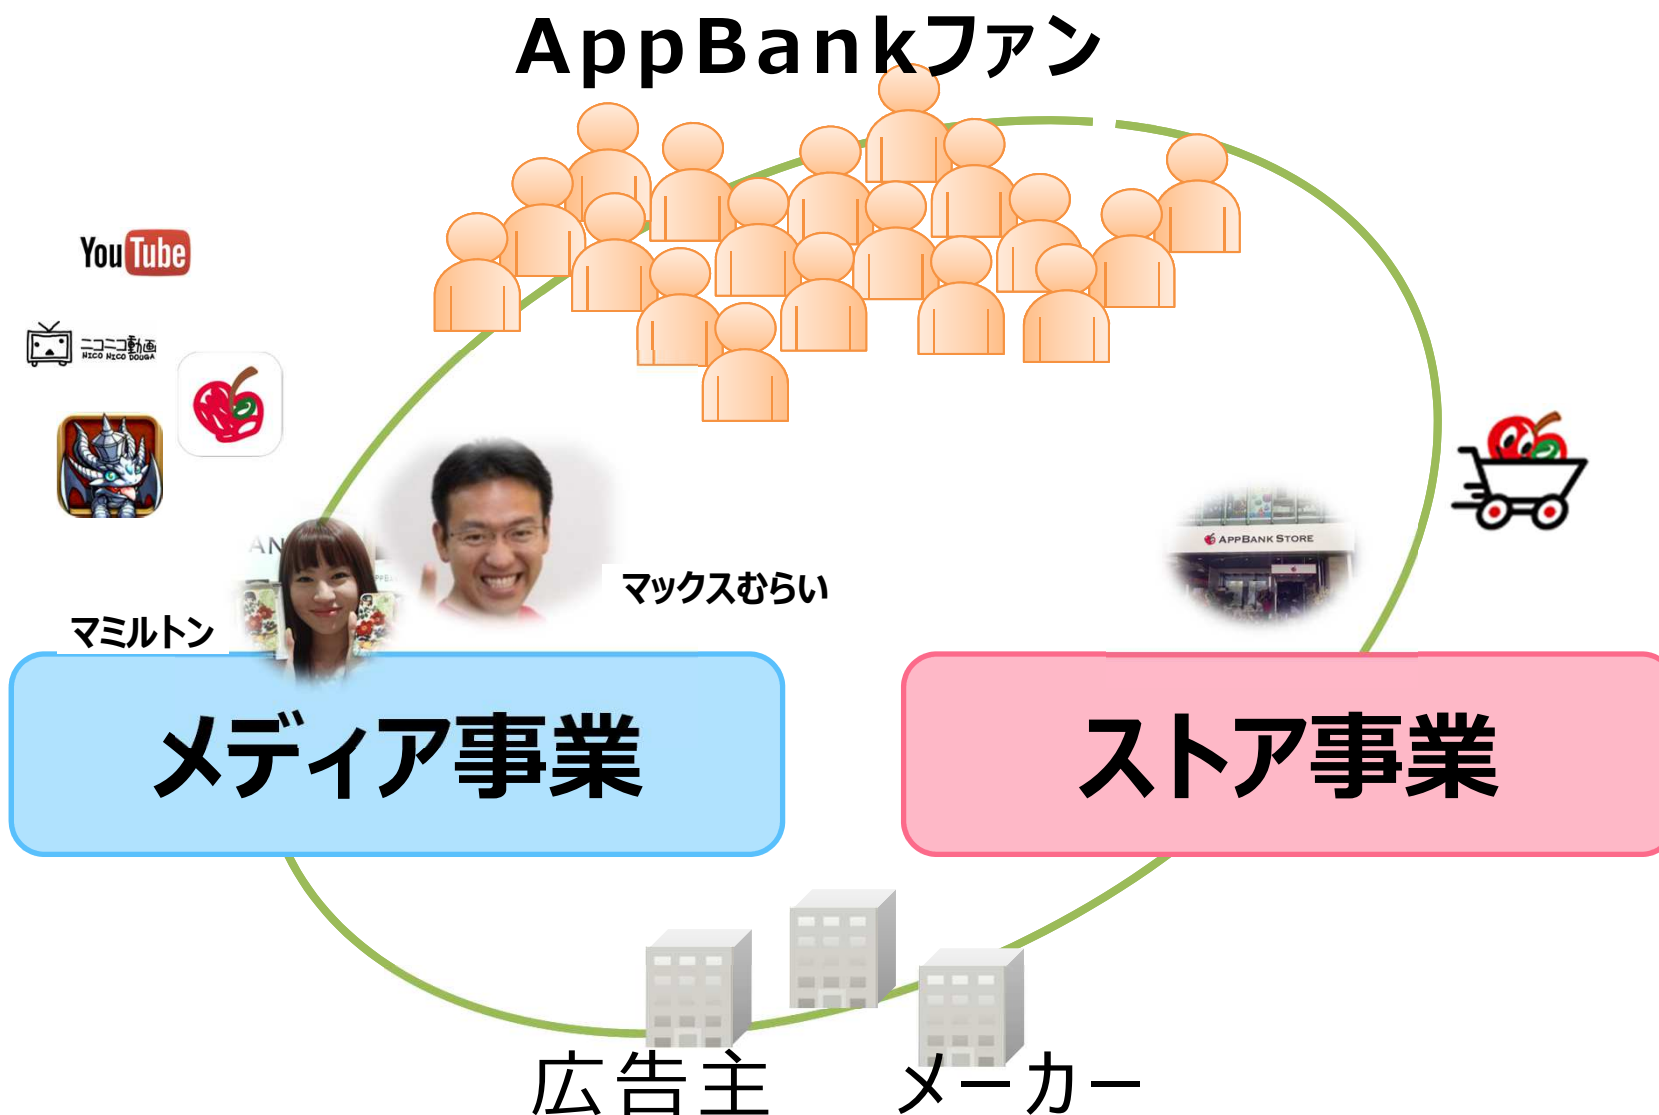 AppBankファン
YouTube
ニコニコ動画
NICO NICO DOUGA
AN
APPBANK STORE
マックスむらい
マミルトン
メディア事業
ストア事業
広告主
メーカー